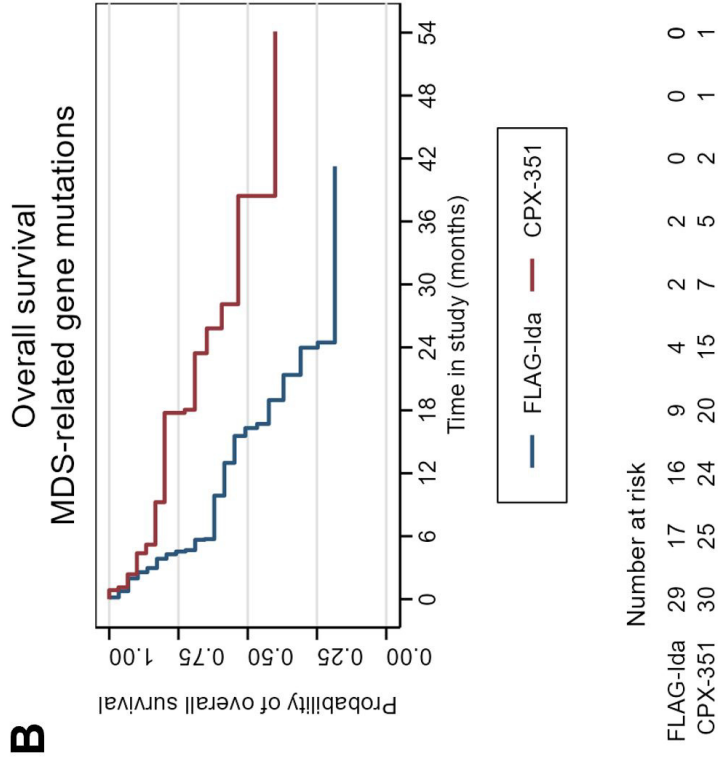 B
Overall survival
MDS-related gene mutations
Probability of overall survival
1.00
0.75
0.50
0.25
0.00
0 6 12 18 24 30 36 42 48 54
Time in study (months)
FLAG-Ida CPX-351
Number at risk
FLAG-Ida 29 17 16 9 4 2 2 0 0 0
CPX-351 30 25 24 20 15 7 5 2 1 1